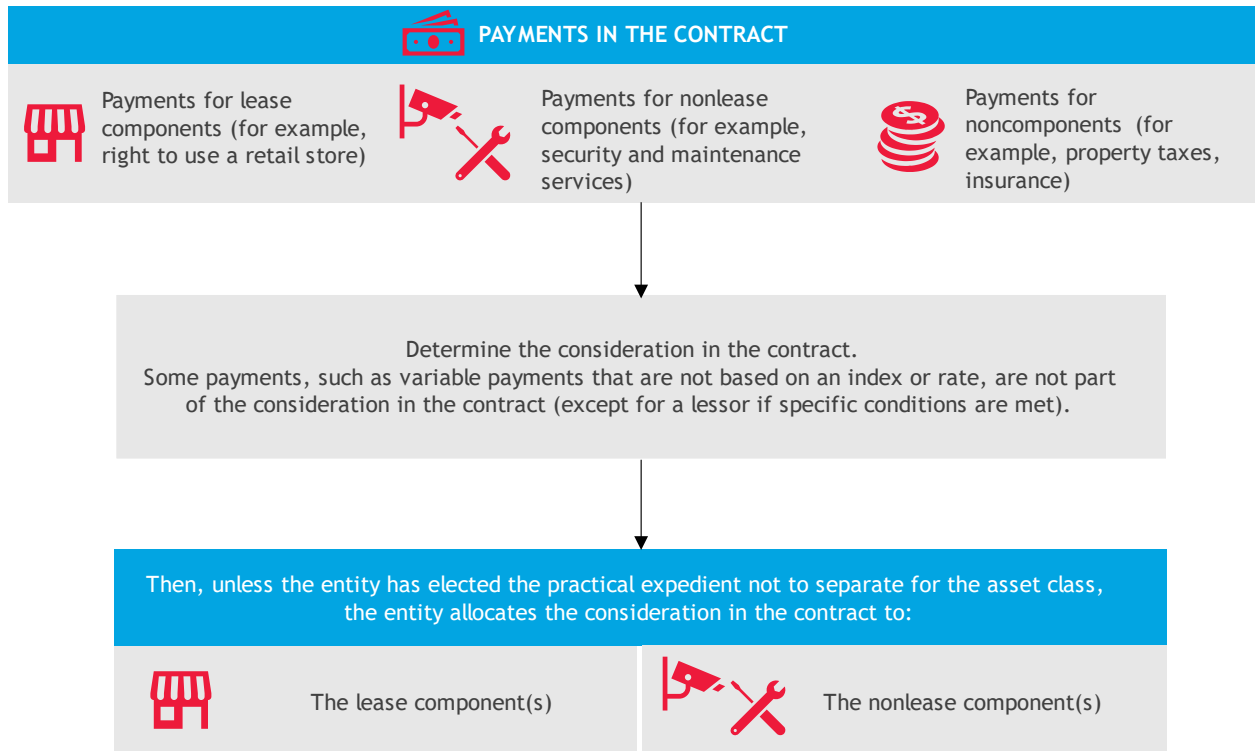 PAYMENTS IN THE CONTRACT
Payments for lease
components (for example,
right to use a retail store)
Payments for nonlease
components (for example,
security and maintenance
services)
Payments for
noncomponents (for
example, property taxes,
insurance)
Determine the consideration in the contract.
Some payments, such as variable payments that are not based on an index or rate, are not part
of the consideration in the contract (except for a lessor if specific conditions are met).
Then, unless the entity has elected the practical expedient not to separate for the asset class,
the entity allocates the consideration in the contract to:
The lease component(s)
The nonlease component(s)